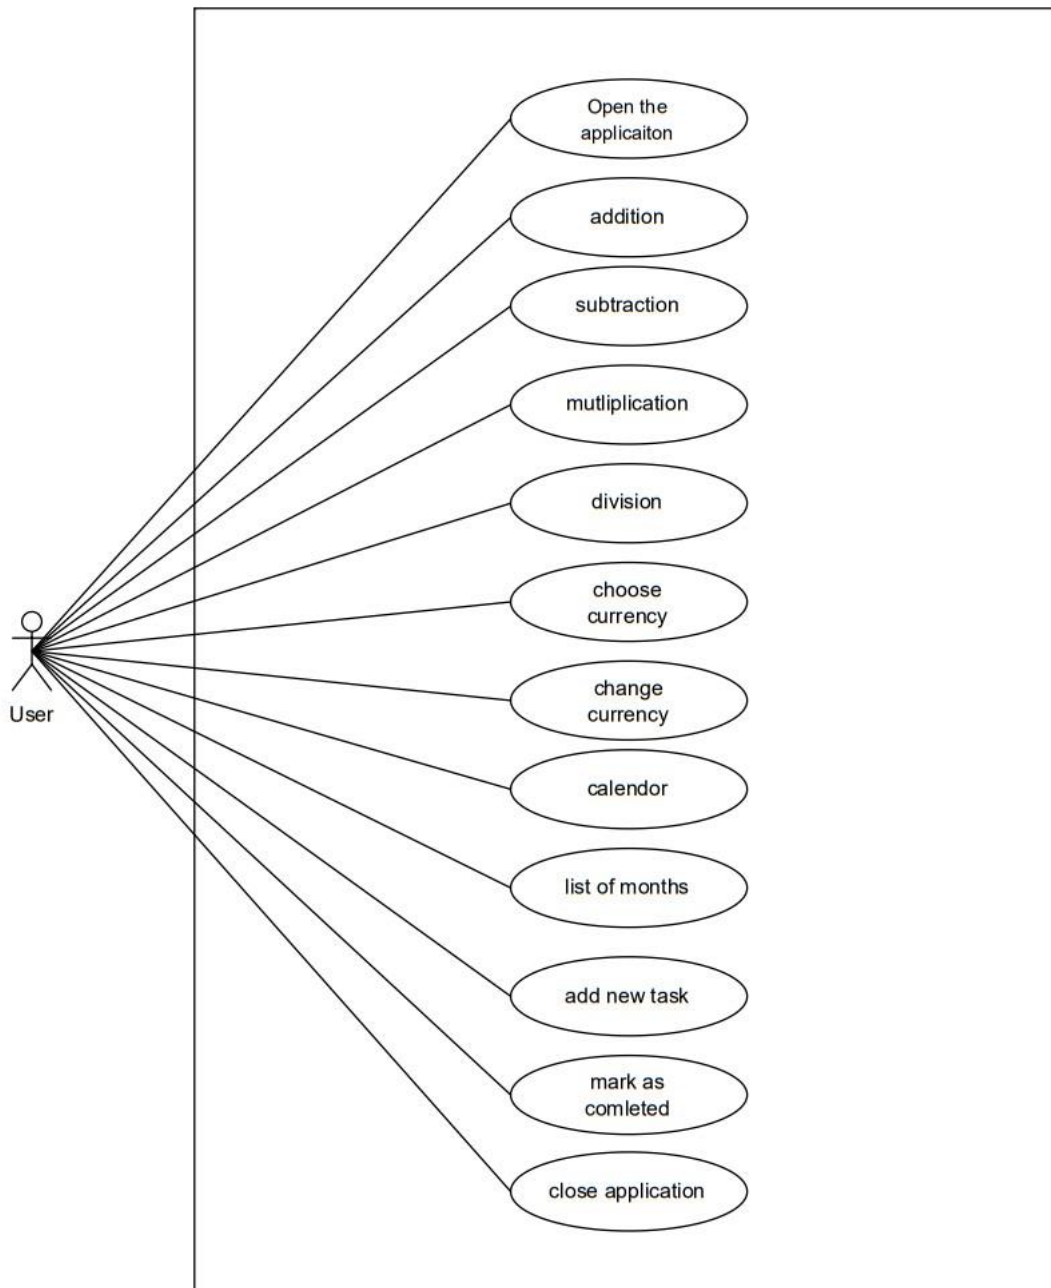 Open the
applicaiton
addition
subtraction
mutliplication
division
choose
currency
change
currency
User
calendor
list of months
add new task
mark as
comleted
close application